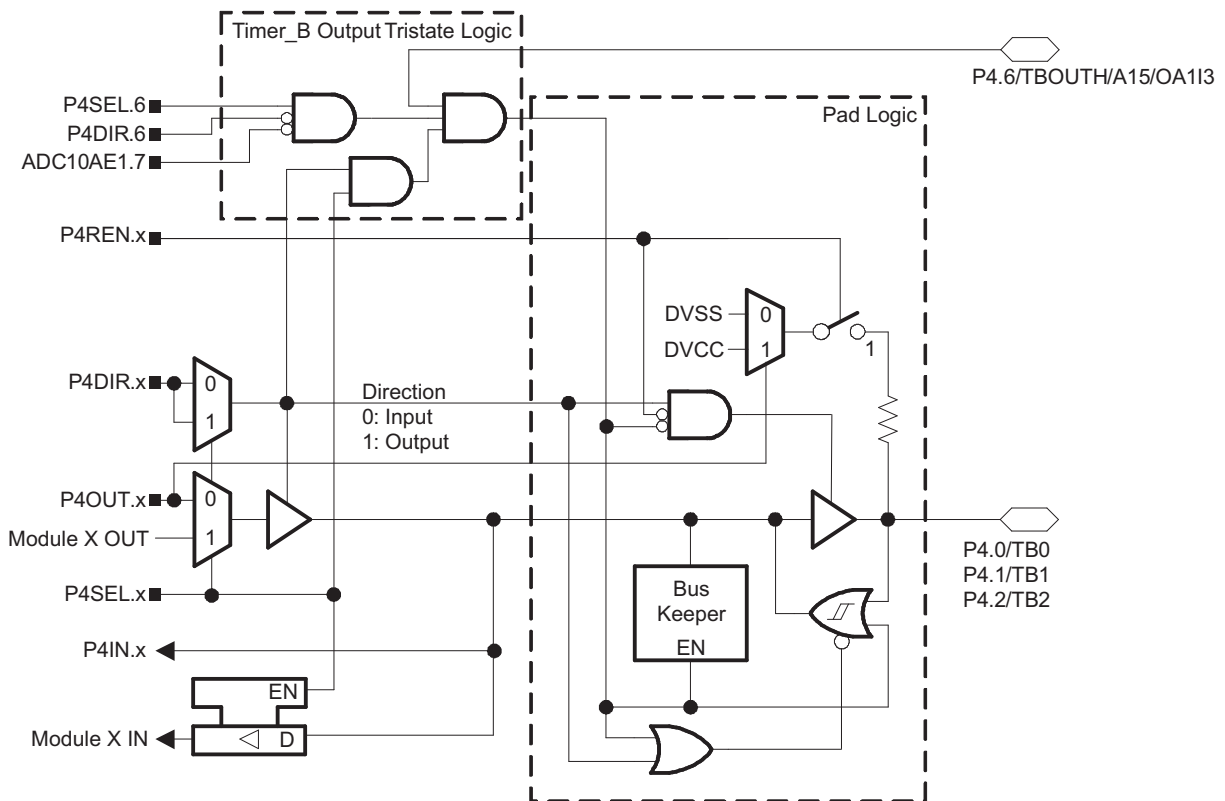 Timer_B Output Tristate Logic
P4.6/TBOUTH/A15/OA1I3
P4SEL.6
P4DIR.6
ADC10AE1.7
Pad Logic
P4REN.x
DVSS
0
DVCC
1
1
P4DIR.x
0
1
Direction
0: Input
1: Output
P4OUT.x
0
Module X OUT
1
P4.0/TB0
P4.1/TB1
P4.2/TB2
P4SEL.x
Bus
Keeper
EN
P4IN.x
EN
Module X IN
D